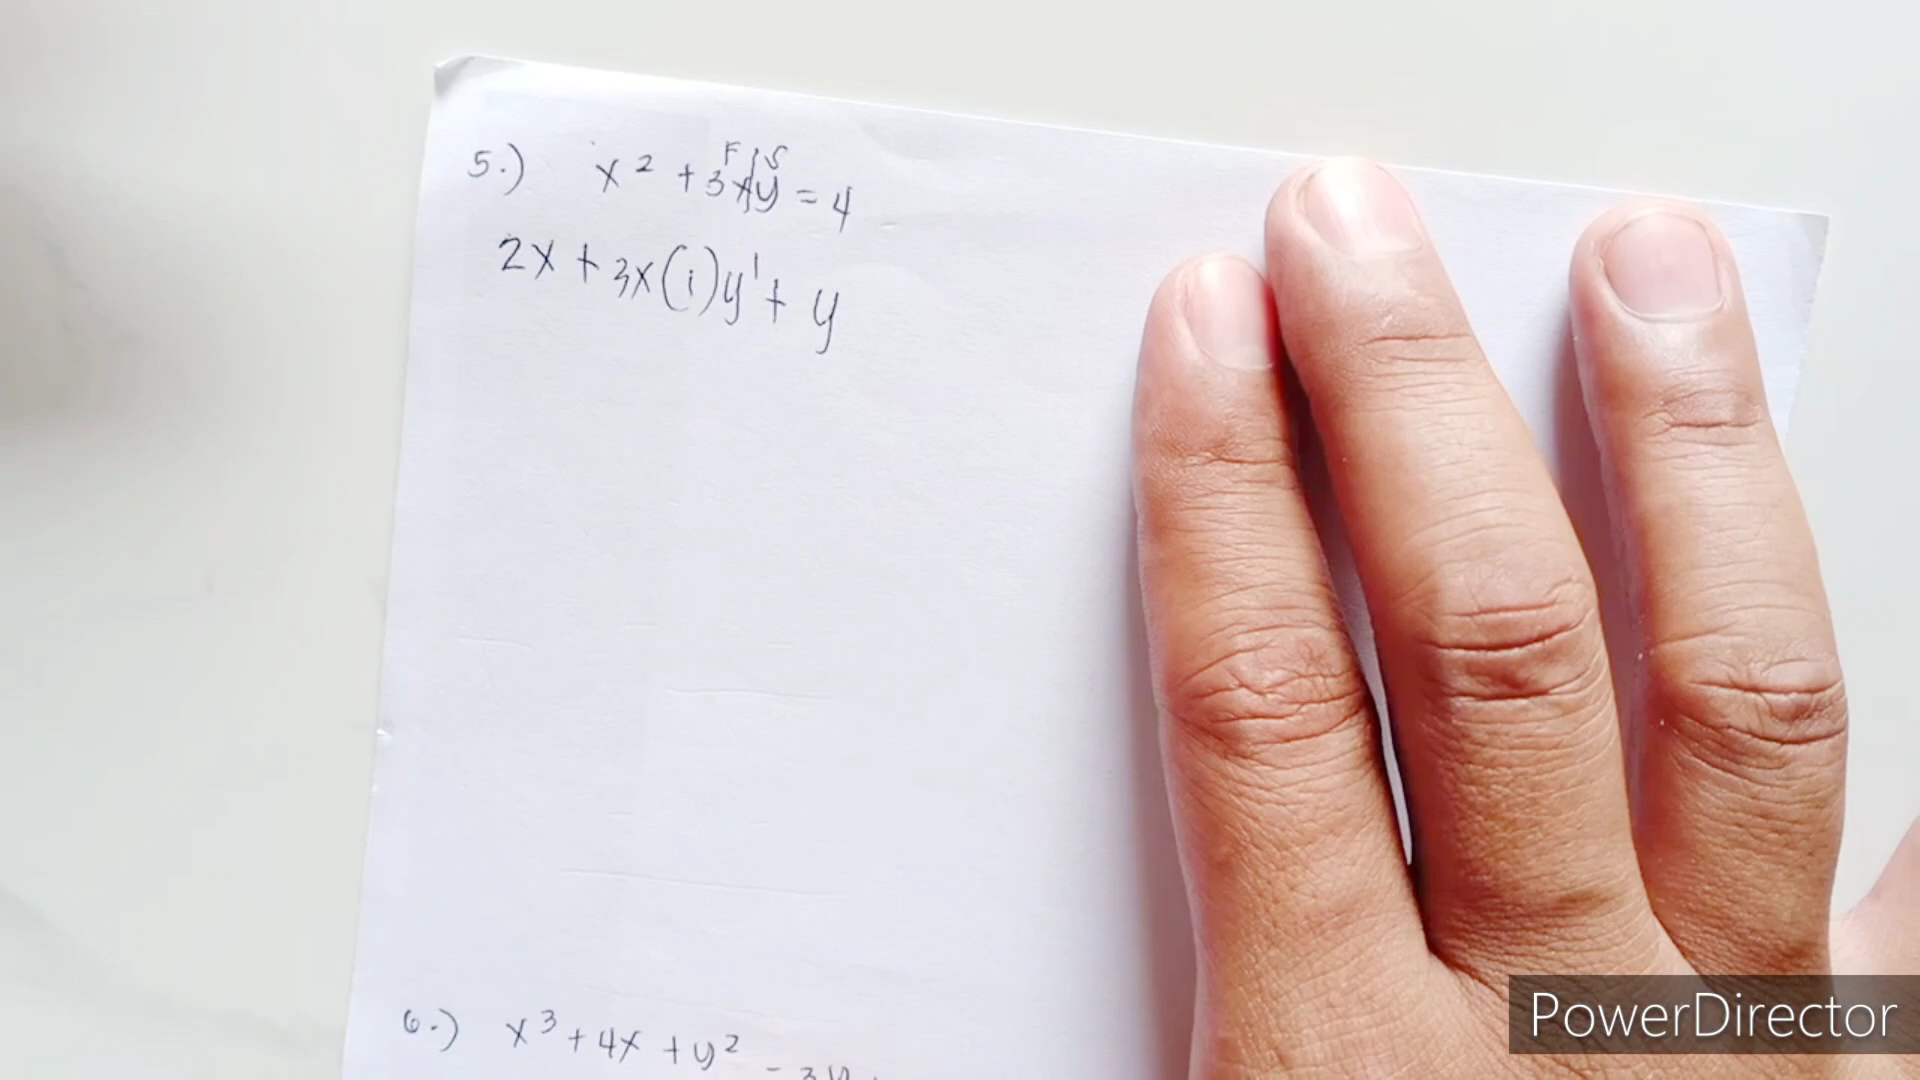 5.) x² + 3xy = 4
F S
2x + 3x(1)y' + y
6.) x³ + 4x + y²
PowerDirector